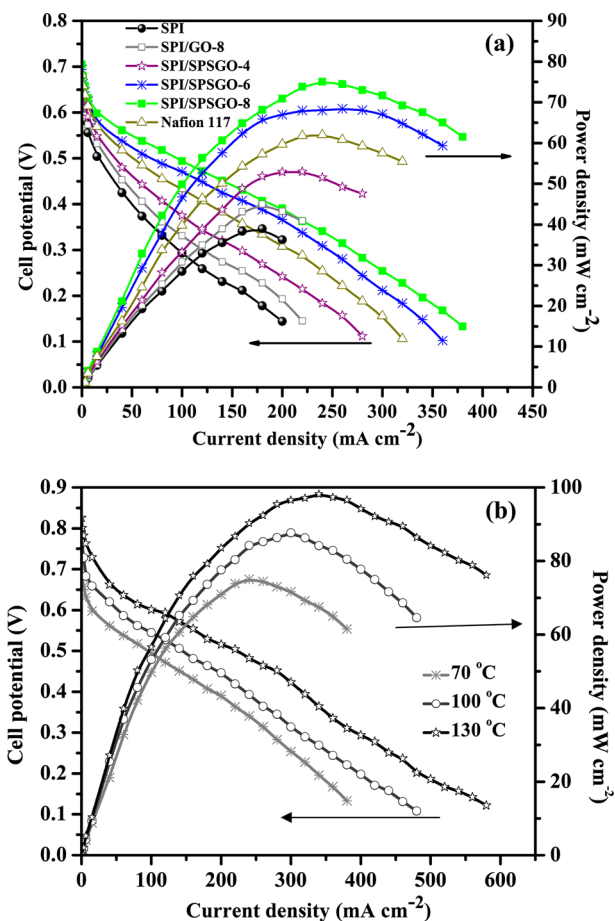 (a)
SPI
SPI/GO-8
SPI/SPSGO-4
SPI/SPSGO-6
SPI/SPSGO-8
Nafion 117
Cell potential (V)
0.8
0.7
0.6
0.5
0.4
0.3
0.2
0.1
0.0
Power density (mW cm-2)
90
80
70
60
50
40
30
20
10
0
0 50 100 150 200 250 300 350 400 450
Current density (mA cm-2)
(b)
70 °C
100 °C
130 °C
Cell potential (V)
0.9
0.8
0.7
0.6
0.5
0.4
0.3
0.2
0.1
0.0
Power density (mW cm-2)
100
80
60
40
20
0
0 100 200 300 400 500 600
Current density (mA cm-2)